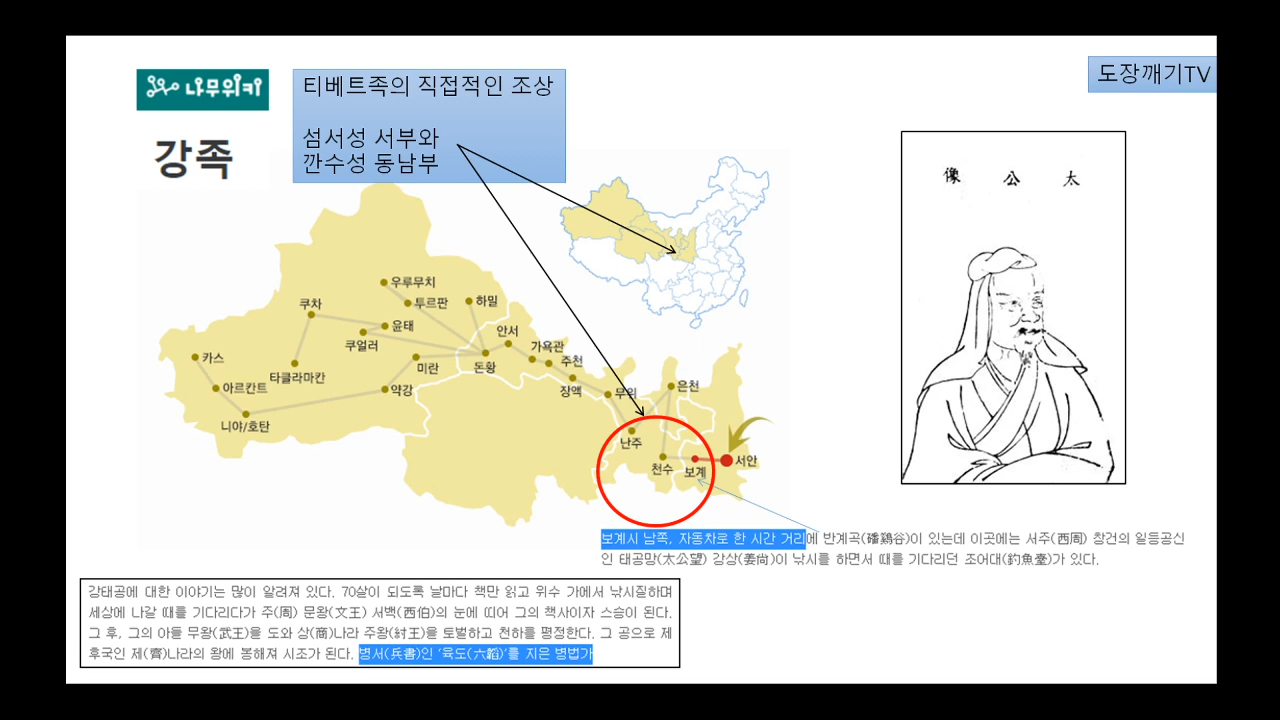 나무위키
강족
티베트족의 직접적인 조상
섬서성 서부와
깐수성 동남부
도장깨기TV
像 公 太
우루무치
투르판
하밀
쿠차
윤태
쿠얼러
안서
가욕관
주천
카스
타클라마칸
미란
돈황
장액
아르칸트
약강
무위
은천
니야/호탄
난주
천수
보계
서안
보계시 남쪽, 자동차로 한 시간 거리에 반계곡(磻鷄谷)이 있는데 이곳에는 서주(西周) 창건의 일등공신
인 태공망(太公望) 강상(姜尙)이 낚시를 하면서 때를 기다리던 조어대(釣魚臺)가 있다.
강태공에 대한 이야기는 많이 알려져 있다. 70살이 되도록 날마다 책만 읽고 위수 가에서 낚시질하며
세상에 나갈 때를 기다리다가 주(周) 문왕(文王) 서백(西伯)의 눈에 띠어 그의 책사이자 스승이 된다.
그 후, 그의 아들 무왕(武王)을 도와 상(商)나라 주왕(紂王)을 토벌하고 천하를 평정한다. 그 공으로 제
후국인 제(齊)나라의 왕에 봉해져 시조가 된다. 병서(兵書)인 '육도(六韜)'를 지은 병법가